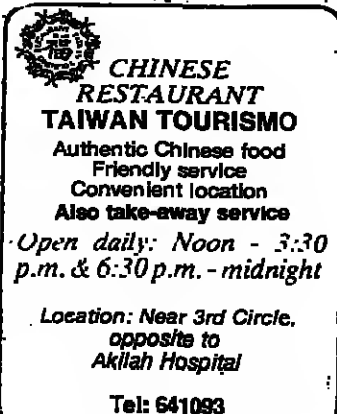 CHINESE
RESTAURANT
TAIWAN TOURISMO
Authentic Chinese food
Friendly service
Convenient location
Also take-away service
Open daily: Noon - 3:30
p.m. & 6:30 p.m. - midnight
Location: Near 3rd Circle,
opposite to
Akilah Hospital
Tel: 641093